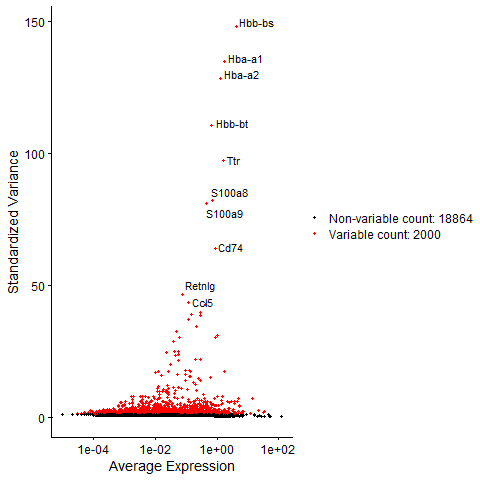 150
Hbb-bs
Hba-a1
Hba-a2
Hbb-bt
100
Ttr
S100a8
S100a9
Cd74
Non-variable count: 18864
Variable count: 2000
Standardized Variance
50
Retnlg
Ccl5
0
1e-04
1e-02
1e+00
1e+02
Average Expression